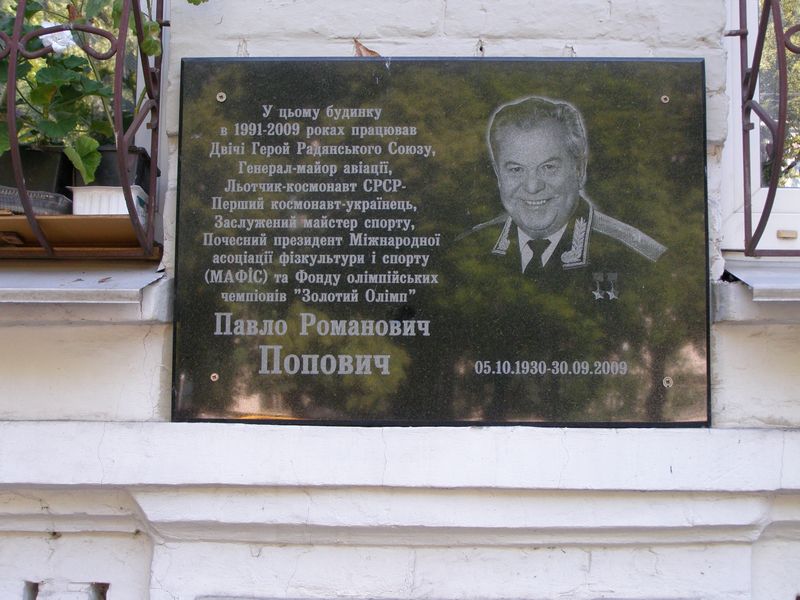 У цьому будинку
в 1991-2009 роках працював
Двічі Герой Радянського Союзу,
Генерал-майор авіації,
Льотчик-космонавт СРСР-
Перший космонавт-українець,
Заслужений майстер спорту,
Почесний президент Міжнародної
асоціації фізкультури і спорту
(МАФІС) та Фонду олімпійських
чемпіонів "Золотий Олімп"
Павло Романович
Попович
05.10.1930-30.09.2009